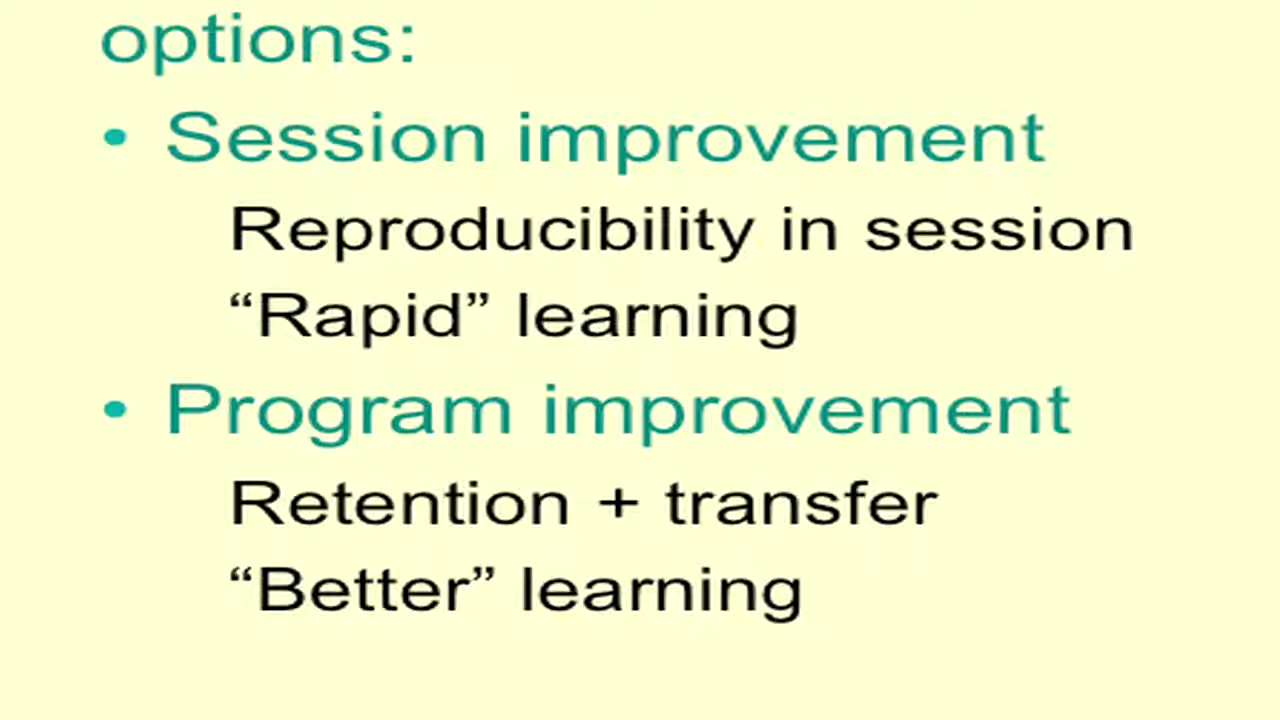 options:
• Session improvement
Reproducibility in session
“Rapid” learning
• Program improvement
Retention + transfer
“Better” learning